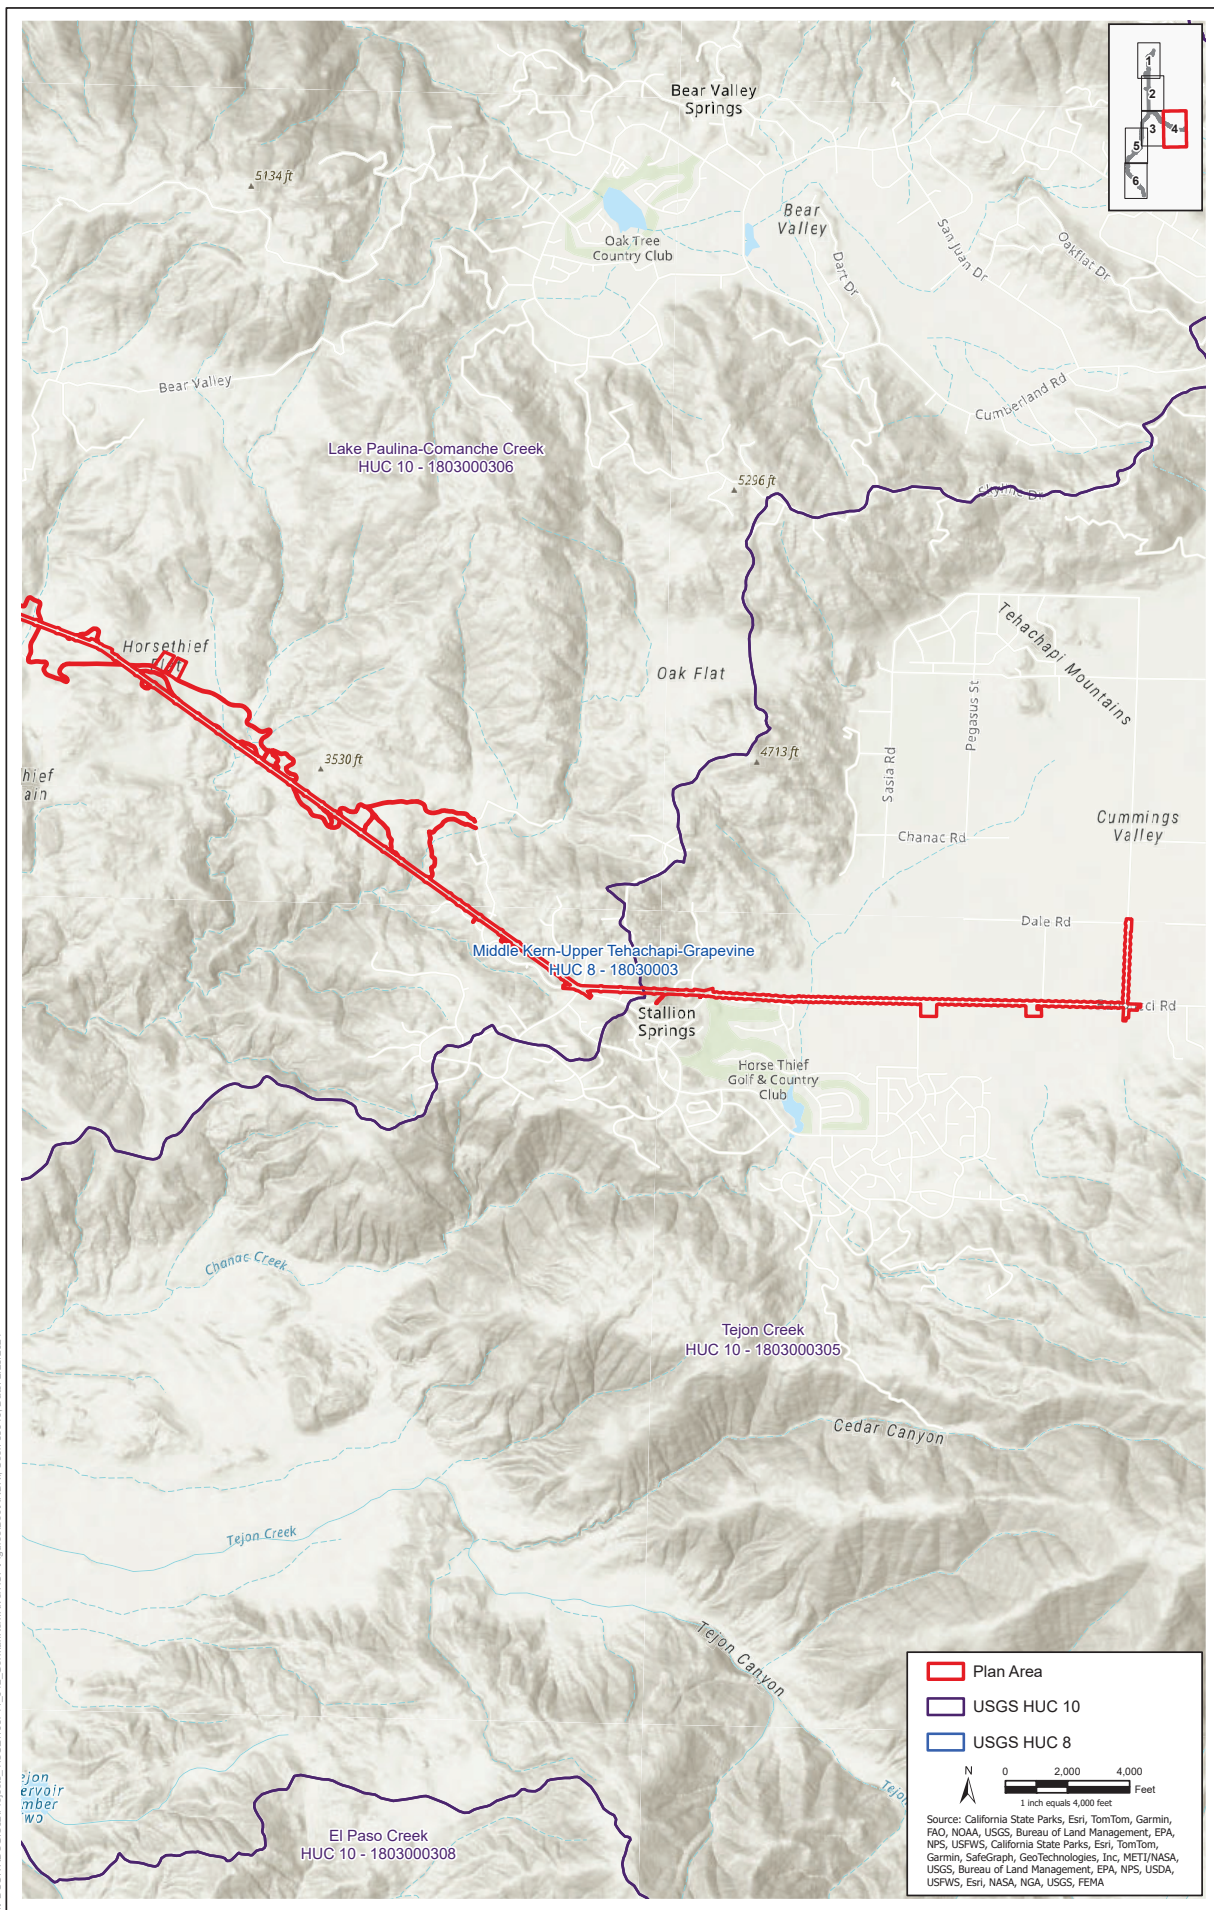 Bear Valley
Springs
1
2
3
4
5
6
5134 ft
Bear
Valley
San Juan Dr
Oakflat Dr
Oak Tree
Country Club
Dart Dr
Bear Valley
Cumberland Rd
Lake Paulina-Comanche Creek
HUC 10 - 1803000306
5296 ft
Skyline Dr
Horsethief
Oak Flat
Tehachapi Mountains
Pegasus St
Sasia Rd
3530 ft
4713 ft
hief
ain
Cummings
Valley
Chanac Rd
Dale Rd
Middle Kern-Upper Tehachapi-Grapevine
HUC 8 - 18030003
ci Rd
Stallion
Springs
Horse Thief
Golf & Country
Club
Chanac Creek
Tejon Creek
HUC 10 - 1803000305
Cedar Canyon
Tejon Creek
Tejon Canyon
Tejon
ejon
ervoir
mber
wo
El Paso Creek
HUC 10 - 1803000308
Plan Area
USGS HUC 10
USGS HUC 8
N
0 2,000 4,000
Feet
1 inch equals 4,000 feet
Source: California State Parks, Esri, TomTom, Garmin,
FAO, NOAA, USGS, Bureau of Land Management, EPA,
NPS, USFWS, California State Parks, Esri, TomTom,
Garmin, SafeGraph, GeoTechnologies, Inc, METI/NASA,
USGS, Bureau of Land Management, EPA, NPS, USDA,
USFWS, Esri, NASA, NGA, USGS, FEMA